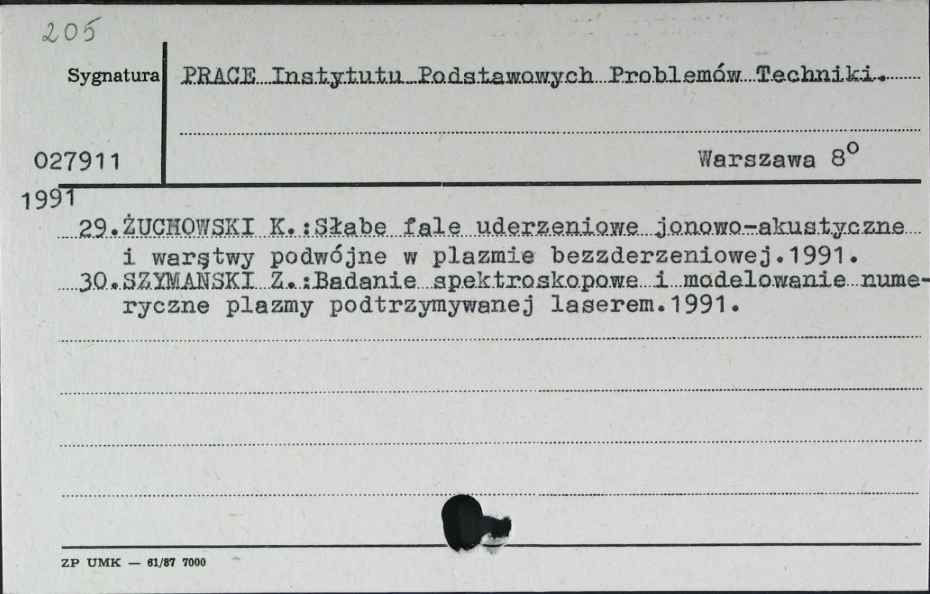 205
Sygnatura
PRACE Instytutu Podstawowych Problemów Techniki.
027911
Warszawa 8º
1991
29.ŻUCHOWSKI K.:Słabe fale uderzeniowe jonowo-akustyczne
i warstwy podwójne w plazmie bezzderzeniowej.1991.
30.SZYMAŃSKI Z.:Badanie spektroskopowe i modelowanie nume-
ryczne plazmy podtrzymywanej laserem.1991.
ZP UMK — 61/87 7000